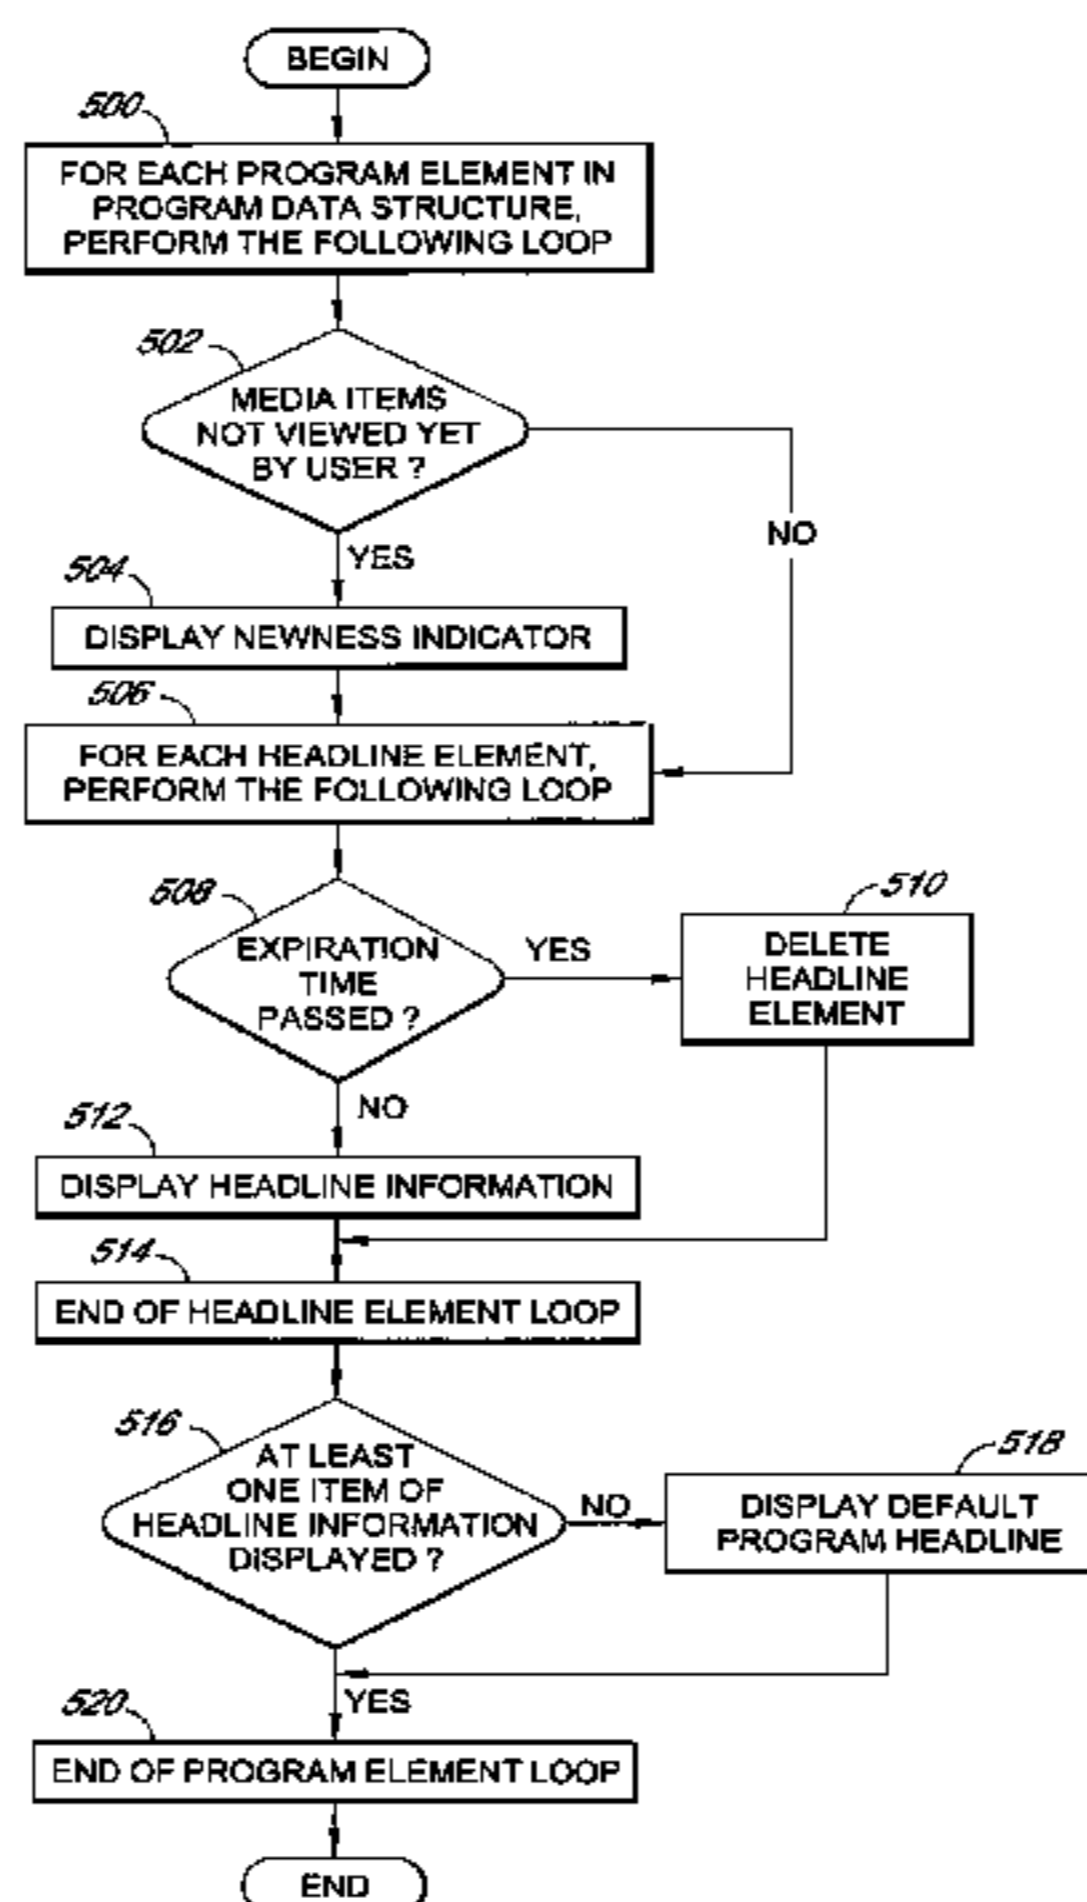 BEGIN
500
FOR EACH PROGRAM ELEMENT IN
PROGRAM DATA STRUCTURE,
PERFORM THE FOLLOWING LOOP
502
MEDIA ITEMS
NOT VIEWED YET
BY USER ?
NO
YES
504
DISPLAY NEWNESS INDICATOR
506
FOR EACH HEADLINE ELEMENT,
PERFORM THE FOLLOWING LOOP
508
EXPIRATION
TIME
PASSED ?
YES
510
DELETE
HEADLINE
ELEMENT
NO
512
DISPLAY HEADLINE INFORMATION
514
END OF HEADLINE ELEMENT LOOP
516
AT LEAST
ONE ITEM OF
HEADLINE INFORMATION
DISPLAYED ?
NO
518
DISPLAY DEFAULT
PROGRAM HEADLINE
YES
520
END OF PROGRAM ELEMENT LOOP
END